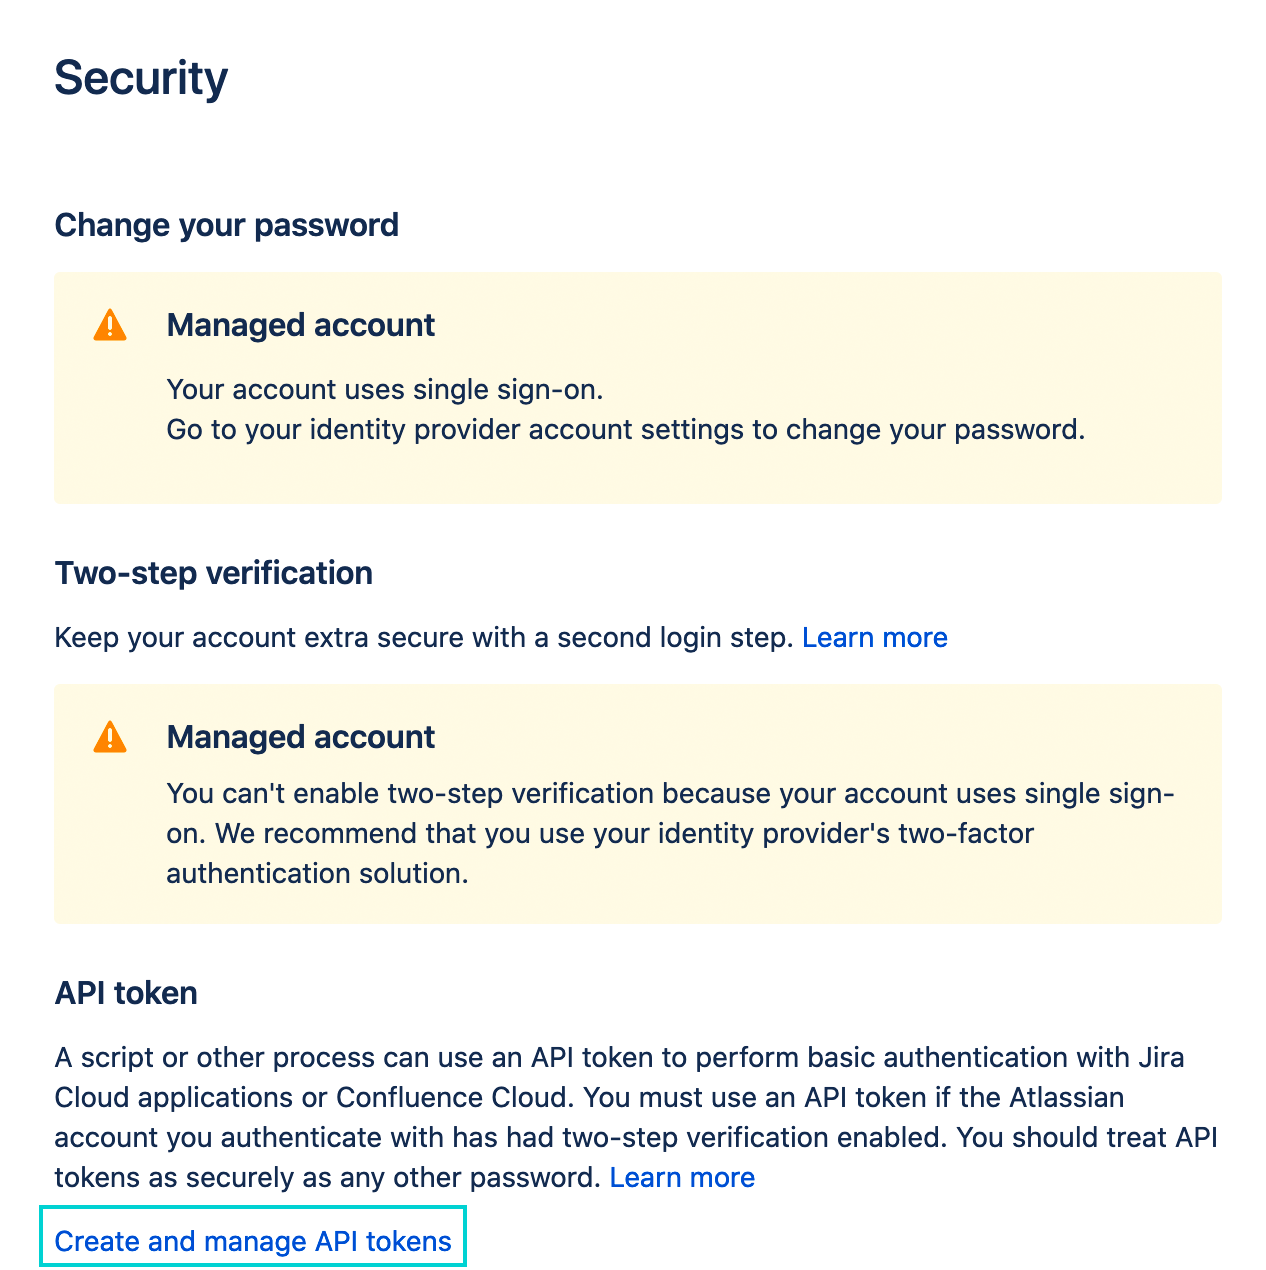 Security
Change your password
Managed account
Your account uses single sign-on.
Go to your identity provider account settings to change your password.
Two-step verification
Keep your account extra secure with a second login step. Learn more
Managed account
You can't enable two-step verification because your account uses single sign-
on. We recommend that you use your identity provider's two-factor
authentication solution.
API token
A script or other process can use an API token to perform basic authentication with Jira
Cloud applications or Confluence Cloud. You must use an API token if the Atlassian
account you authenticate with has had two-step verification enabled. You should treat API
tokens as securely as any other password. Learn more
Create and manage API tokens